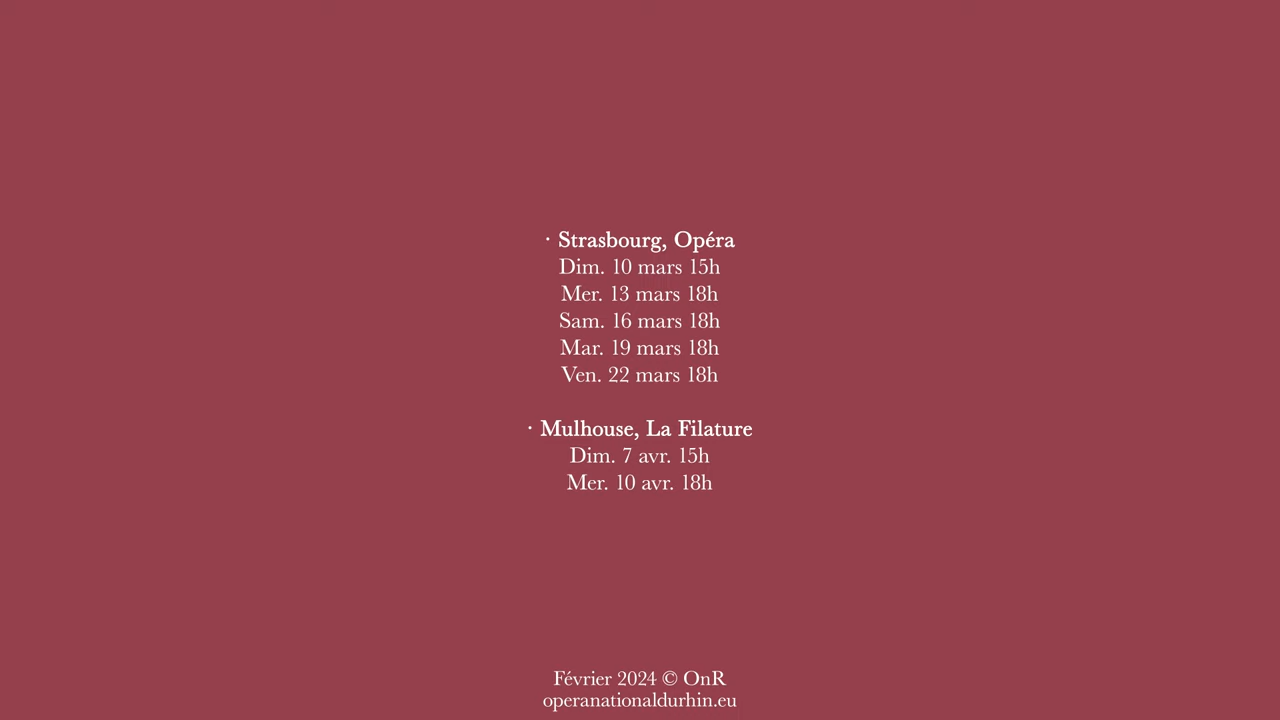 · Strasbourg, Opéra
Dim. 10 mars 15h
Mer. 13 mars 18h
Sam. 16 mars 18h
Mar. 19 mars 18h
Ven. 22 mars 18h
· Mulhouse, La Filature
Dim. 7 avr. 15h
Mer. 10 avr. 18h
Février 2024 © OnR
operanationaldurhin.eu